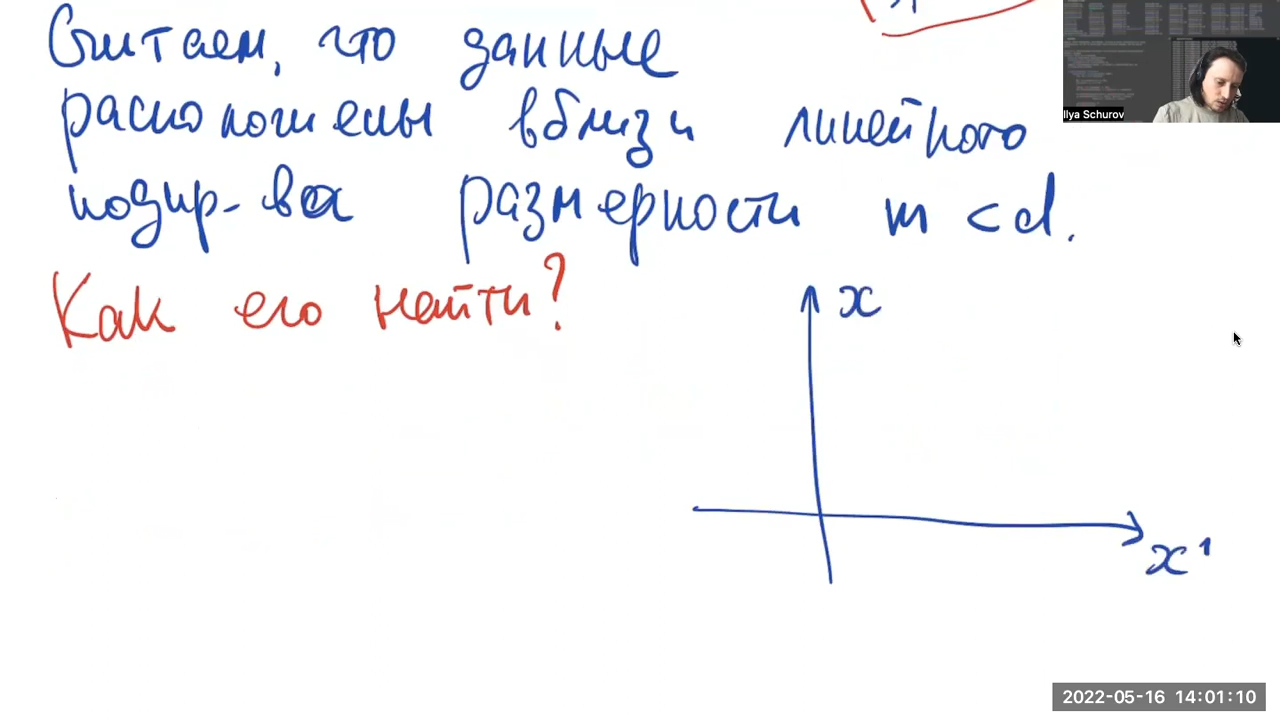 Считаем, что данные
расположены вблизи линейного
подпр-ва размерности m < d.
Как его найти?
x
x¹
Ilya Schurov
2022-05-16 14:01:10